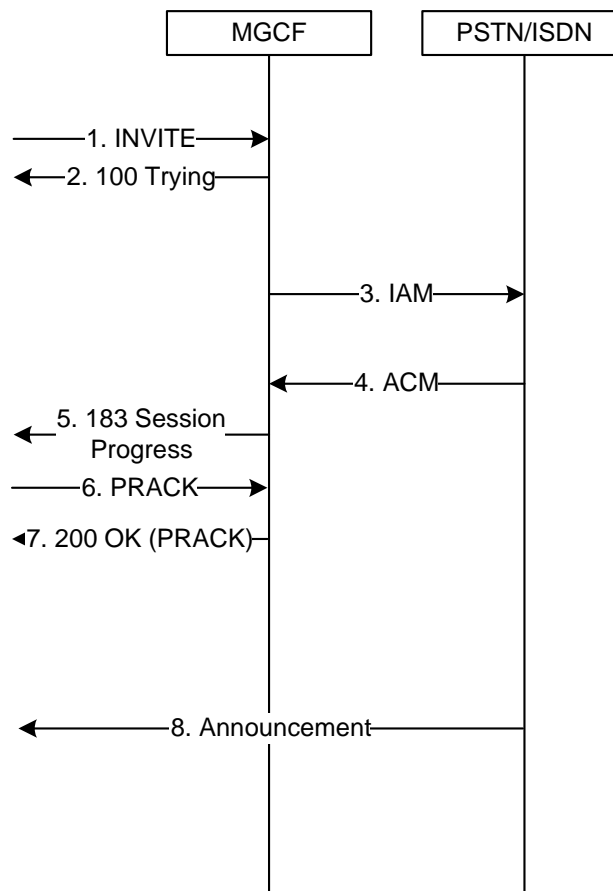 MGCF
PSTN/ISDN
1. INVITE
2. 100 Trying
3. IAM
4. ACM
5. 183 Session
Progress
6. PRACK
7. 200 OK (PRACK)
8. Announcement